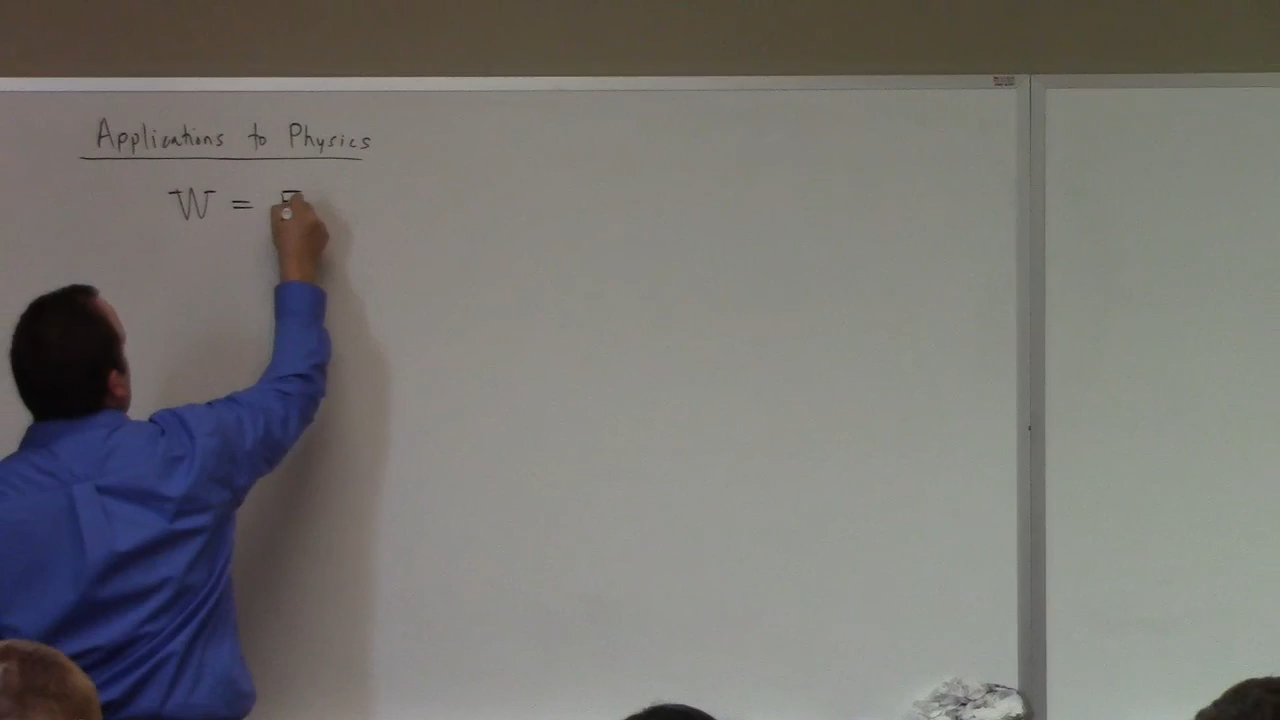 Applications to Physics
W = F